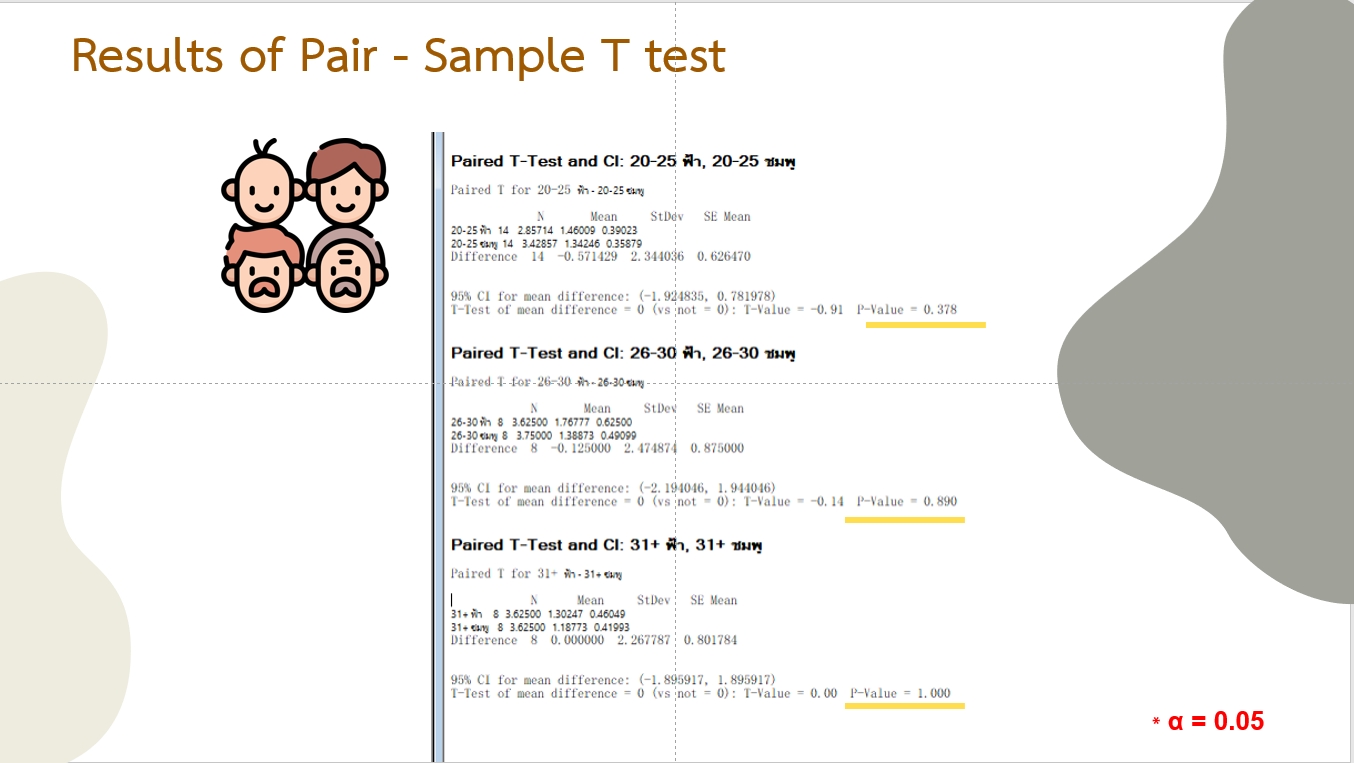 Results of Pair - Sample T test
Paired T-Test and CI: 20-25 ฟ้า, 20-25 ชมพู
Paired T for 20-25 ฟ้า - 20-25 ชมพู
N Mean StDev SE Mean
20-25 ฟ้า 14 2.85714 1.46009 0.39023
20-25 ชมพู 14 3.42857 1.34246 0.35879
Difference 14 -0.571429 2.344036 0.626470
95% CI for mean difference: (-1.924835, 0.781978)
T-Test of mean difference = 0 (vs not = 0): T-Value = -0.91 P-Value = 0.378
Paired T-Test and CI: 26-30 ฟ้า, 26-30 ชมพู
Paired T for 26-30 ฟ้า - 26-30 ชมพู
N Mean StDev SE Mean
26-30 ฟ้า 8 3.62500 1.76777 0.62500
26-30 ชมพู 8 3.75000 1.38873 0.49099
Difference 8 -0.125000 2.474874 0.875000
95% CI for mean difference: (-2.194046, 1.944046)
T-Test of mean difference = 0 (vs not = 0): T-Value = -0.14 P-Value = 0.890
Paired T-Test and CI: 31+ ฟ้า, 31+ ชมพู
Paired T for 31+ ฟ้า - 31+ ชมพู
N Mean StDev SE Mean
31+ ฟ้า 8 3.62500 1.30247 0.46049
31+ ชมพู 8 3.62500 1.18773 0.41993
Difference 8 0.000000 2.267787 0.801784
95% CI for mean difference: (-1.895917, 1.895917)
T-Test of mean difference = 0 (vs not = 0): T-Value = 0.00 P-Value = 1.000
* α = 0.05